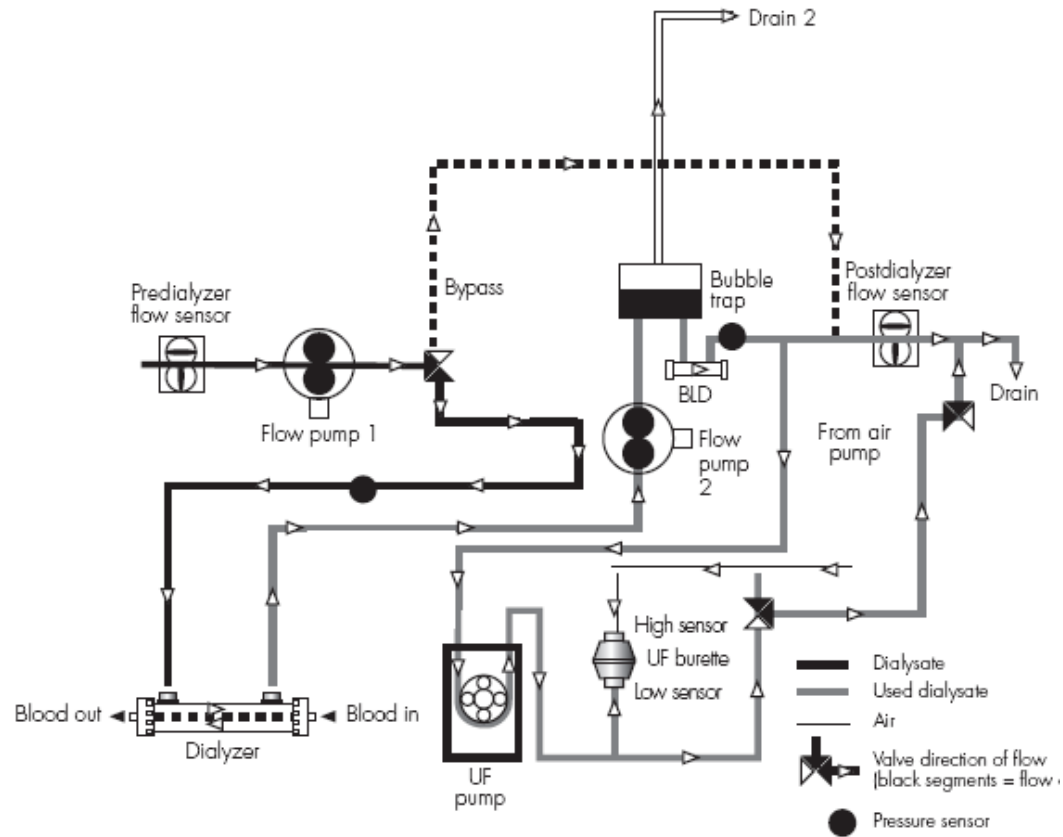 Drain 2
Predialyzer
flow sensor
Bypass
Bubble
trap
Postdialyzer
flow sensor
Flow pump 1
BLD
Drain
Flow
pump
2
From air
pump
High sensor
UF burette
Low sensor
Blood out
Blood in
Dialyzer
UF
pump
Dialysate
Used dialysate
Air
Valve direction of flow
(black segments = flow
Pressure sensor